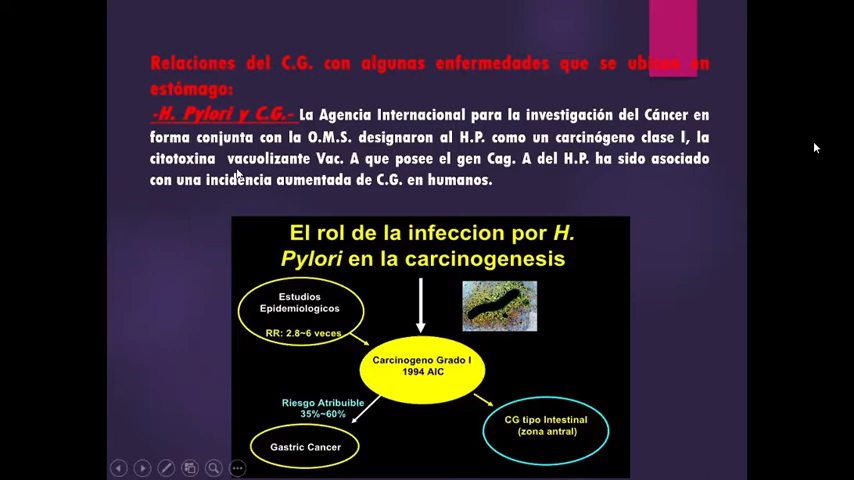 Relaciones del C.G. con algunas enfermedades que se ubican en
estómago:
-H. Pylori y C.G.- La Agencia Internacional para la investigación del Cáncer en
forma conjunta con la O.M.S. designaron al H.P. como un carcinógeno clase I, la
citotoxina vacuolizante Vac. A que posee el gen Cag. A del H.P. ha sido asociado
con una incidencia aumentada de C.G. en humanos.
El rol de la infeccion por H.
Pylori en la carcinogenesis
Estudios
Epidemiologicos
RR: 2.8~6 veces
Carcinogeno Grado I
1994 AIC
Riesgo Atribuible
35%~60%
Gastric Cancer
CG tipo Intestinal
(zona antral)